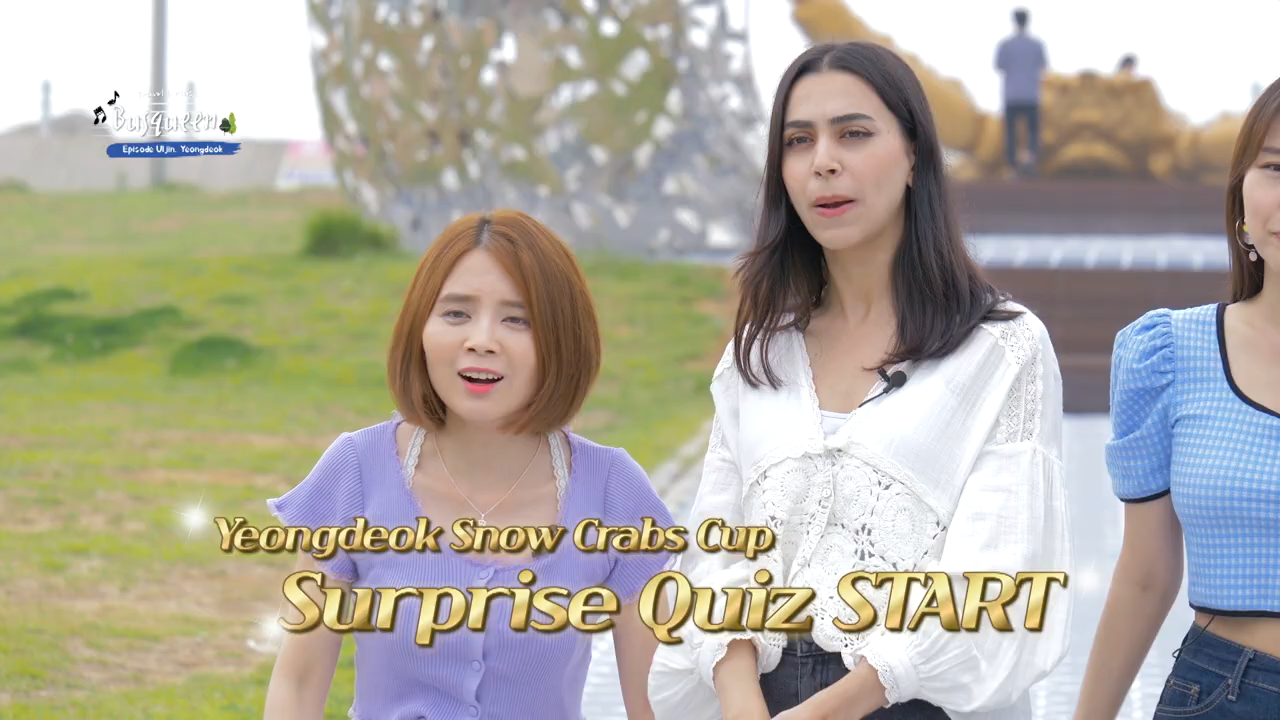 Busqueen
Episode Uljin. Yeongdeok
Yeongdeok Snow Crabs Cup
Surprise Quiz START